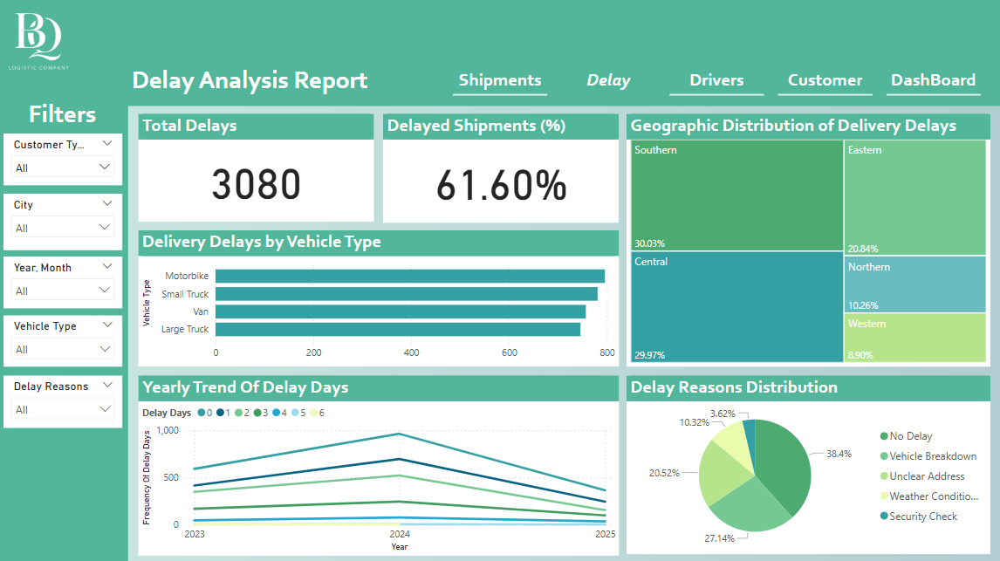 BQ
LOGISTIC COMPANY
Delay Analysis Report
Shipments
Delay
Drivers
Customer
DashBoard
Filters
Customer Ty...
All
City
All
Year, Month
All
Vehicle Type
All
Delay Reasons
All
Total Delays
3080
Delayed Shipments (%)
61.60%
Geographic Distribution of Delivery Delays
Southern
30.03%
Eastern
20.84%
Central
29.97%
Northern
10.26%
Western
8.90%
Delivery Delays by Vehicle Type
Vehicle Type
Motorbike
Small Truck
Van
Large Truck
0 200 400 600 800
Yearly Trend Of Delay Days
Delay Days 0 1 2 3 4 5 6
Frequency Of Delay Days
1,000
500
0
2023 2024 2025
Year
Delay Reasons Distribution
3.62%
10.32%
38.4%
20.52%
27.14%
No Delay
Vehicle Breakdown
Unclear Address
Weather Conditio...
Security Check